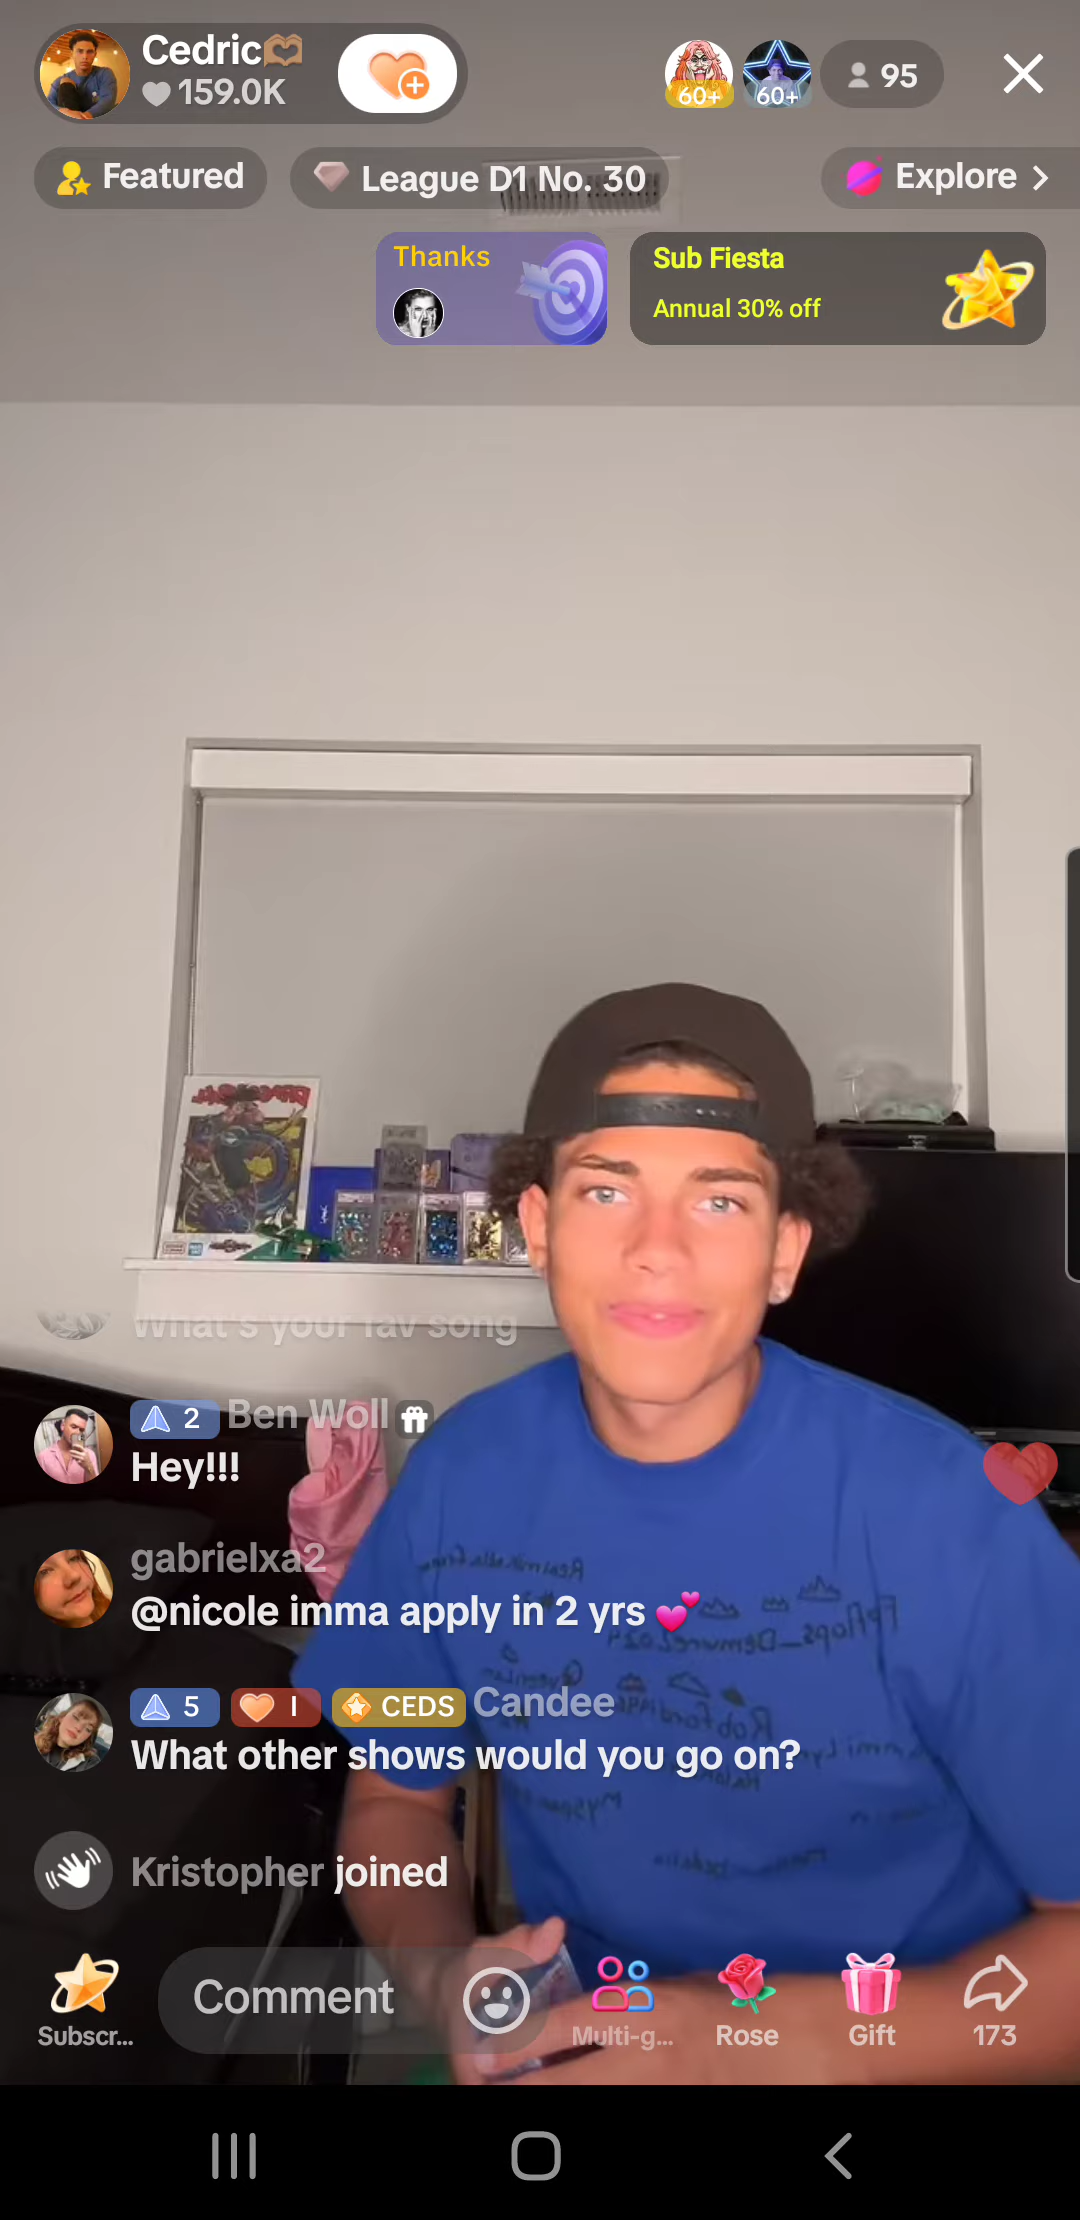 Cedric
159.0K
60+
60+
95
Featured
League D1 No. 30
Explore
Thanks
Sub Fiesta
Annual 30% off
What's your fav song
2 Ben Woll
Hey!!!
gabrielxa2
@nicole imma apply in 2 yrs 💕
5 I CEDS Candee
What other shows would you go on?
Kristopher joined
Subscr...
Comment
Multi-g...
Rose
Gift
173